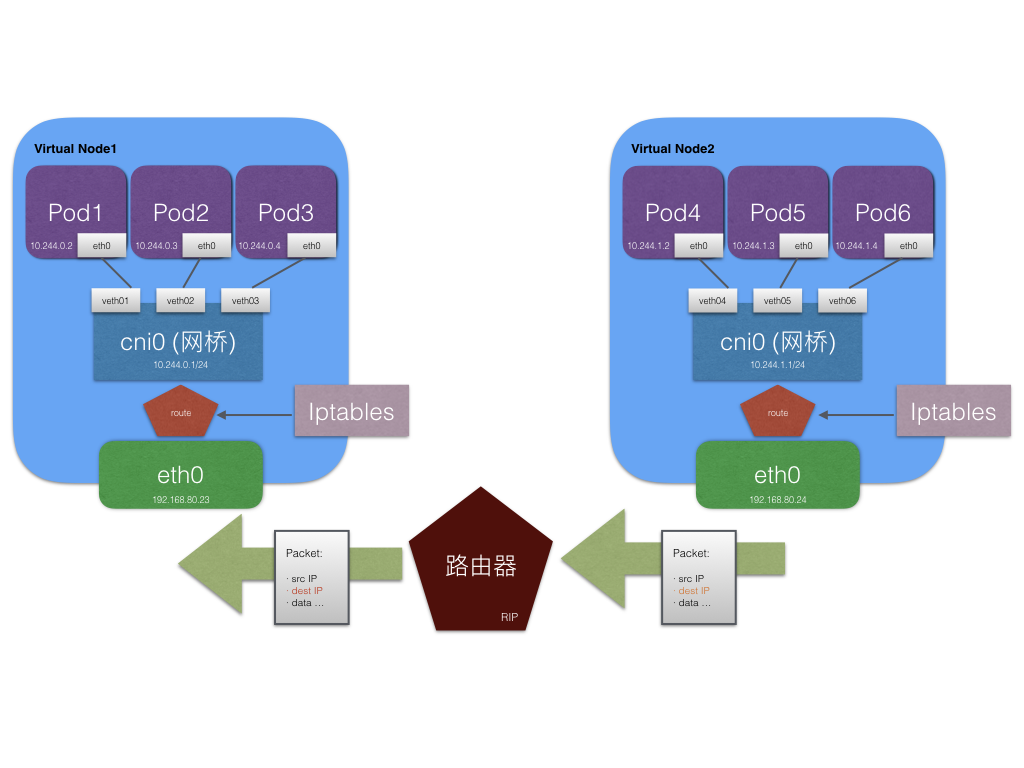 Virtual Node1
Pod1
10.244.0.2
eth0
Pod2
10.244.0.3
eth0
Pod3
10.244.0.4
eth0
veth01
veth02
veth03
cni0 (网桥)
10.244.0.1/24
route
Iptables
eth0
192.168.80.23
Virtual Node2
Pod4
10.244.1.2
eth0
Pod5
10.244.1.3
eth0
Pod6
10.244.1.4
eth0
veth04
veth05
veth06
cni0 (网桥)
10.244.1.1/24
route
Iptables
eth0
192.168.80.24
Packet:
· src IP
· dest IP
· data ...
路由器
RIP
Packet:
· src IP
· dest IP
· data ...